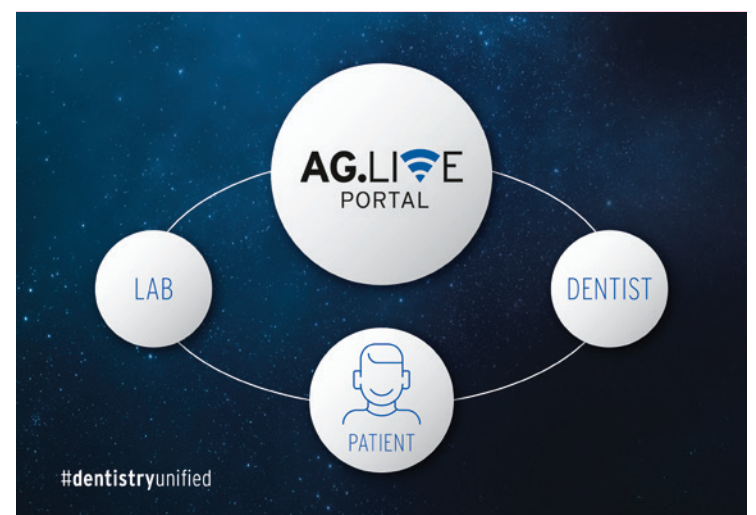 AG.LIVE
PORTAL
LAB
DENTIST
PATIENT
#dentistryunified